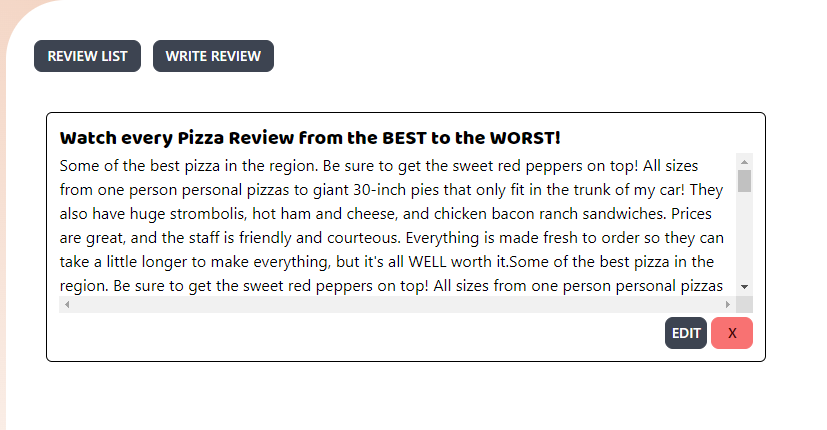 REVIEW LIST WRITE REVIEW
Watch every Pizza Review from the BEST to the WORST!
Some of the best pizza in the region. Be sure to get the sweet red peppers on top! All sizes
from one person personal pizzas to giant 30-inch pies that only fit in the trunk of my car! They
also have huge strombolis, hot ham and cheese, and chicken bacon ranch sandwiches. Prices
are great, and the staff is friendly and courteous. Everything is made fresh to order so they can
take a little longer to make everything, but it's all WELL worth it.Some of the best pizza in the
region. Be sure to get the sweet red peppers on top! All sizes from one person personal pizzas
EDIT X